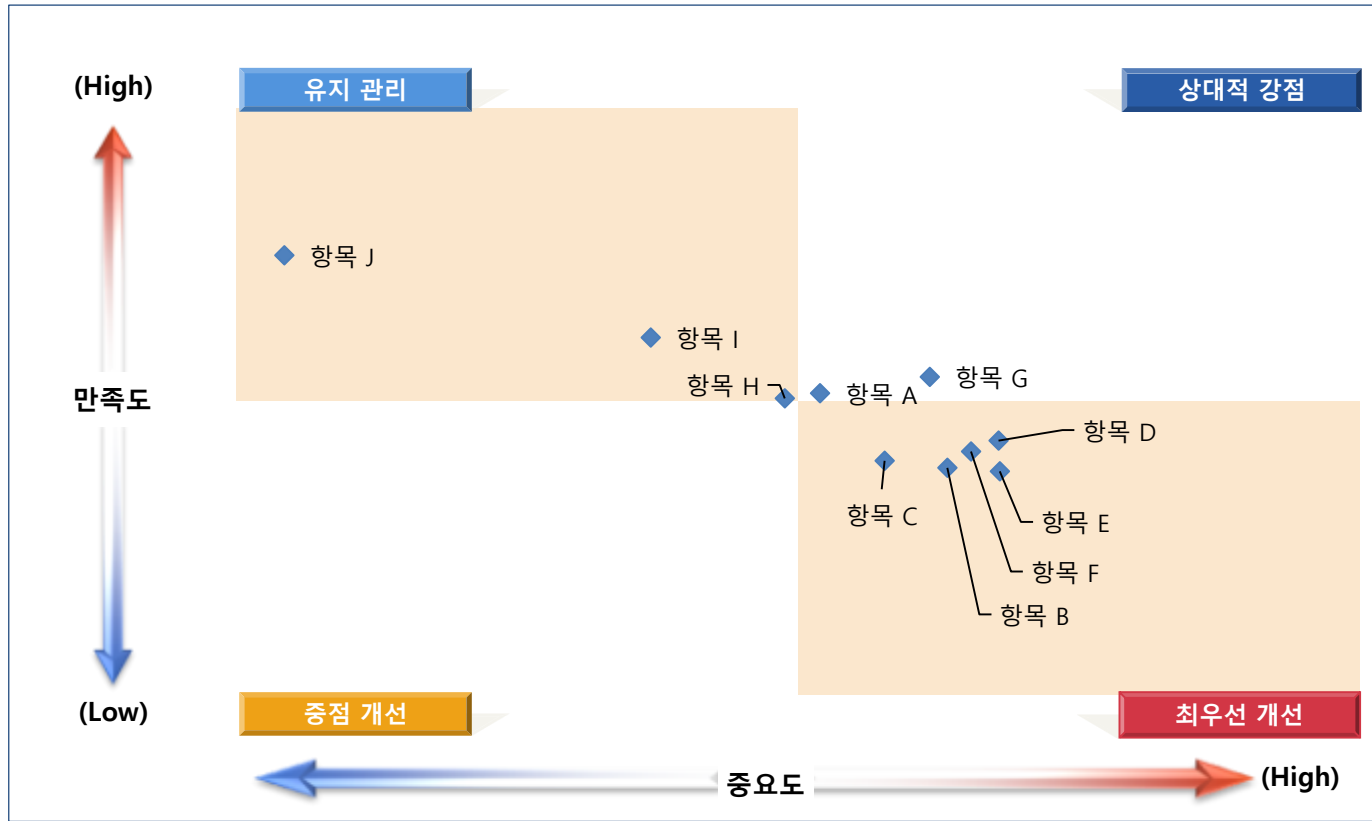 (High)
유지 관리
상대적 강점
항목 J
항목 I
항목 H
항목 A
항목 G
만족도
항목 D
항목 C
항목 E
항목 F
항목 B
(Low)
중점 개선
최우선 개선
중요도
(High)